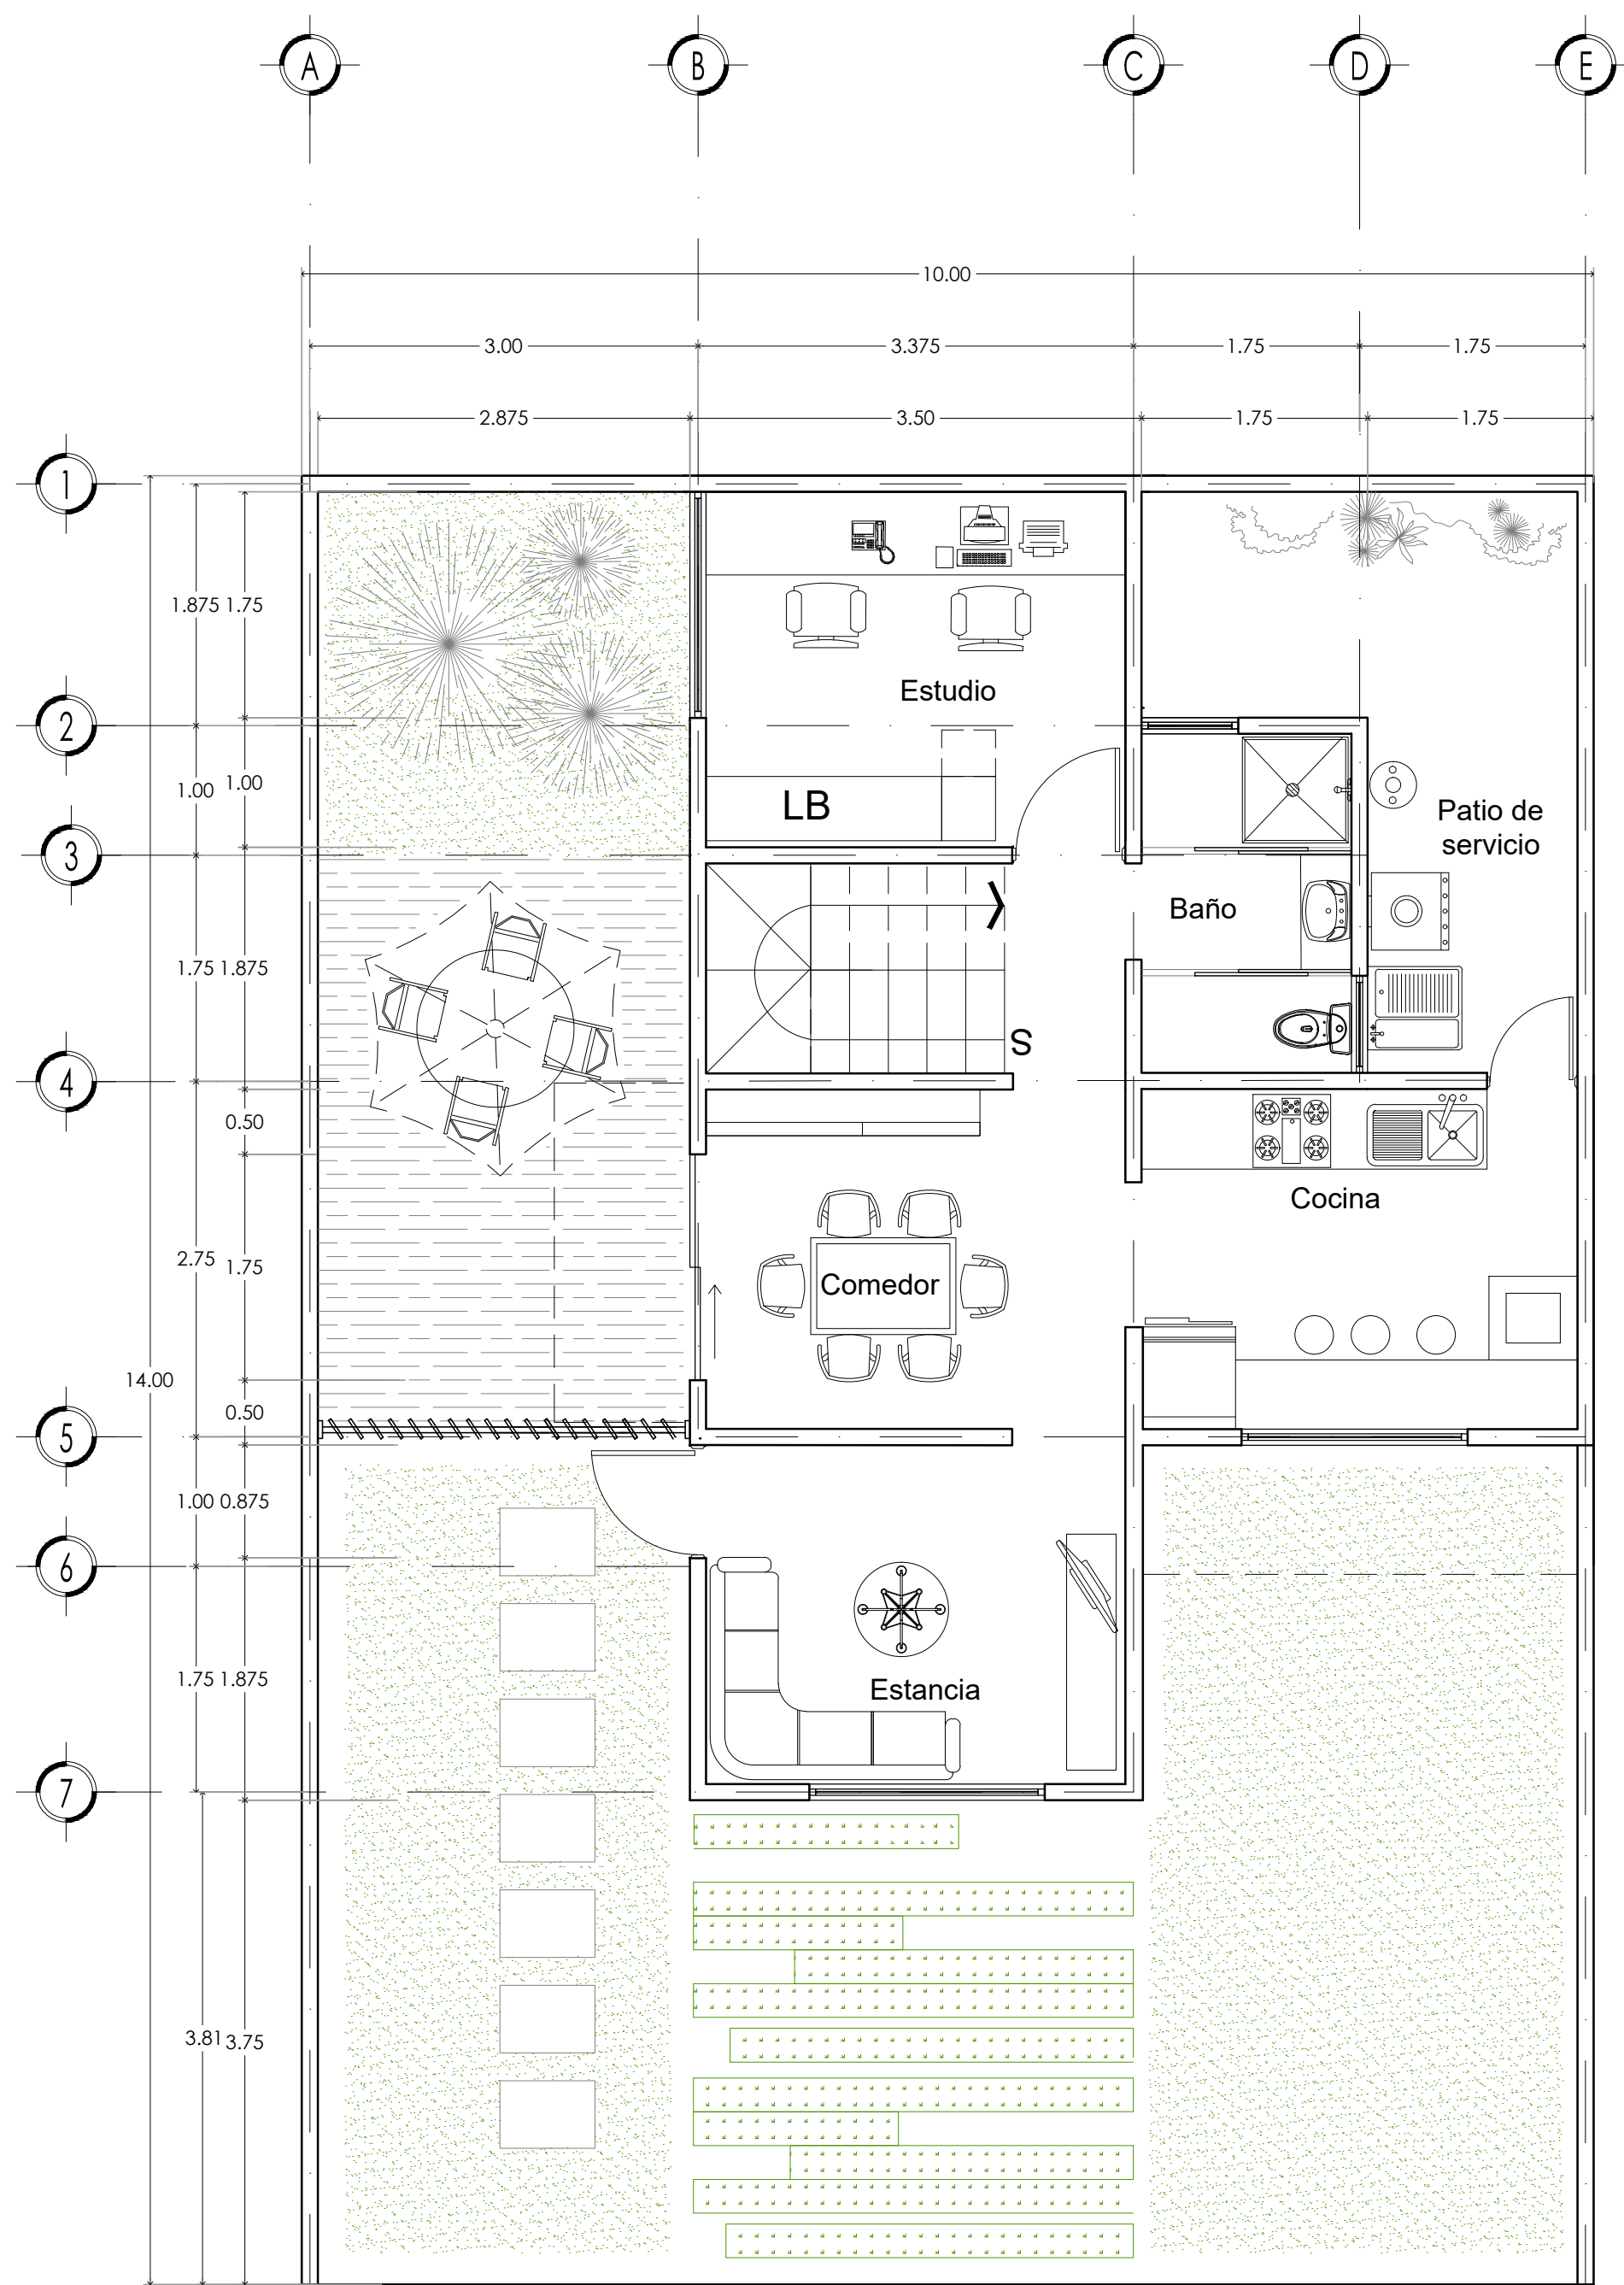 A B C D E
10.00
3.00 3.375 1.75 1.75
2.875 3.50 1.75 1.75
1
1.875 1.75
Estudio
2
1.00 1.00
LB
Patio de
servicio
3
Baño
1.75 1.875
S
4
0.50
Cocina
2.75 1.75
Comedor
14.00
0.50
5
1.00 0.875
6
1.75 1.875
Estancia
7
3.81 3.75